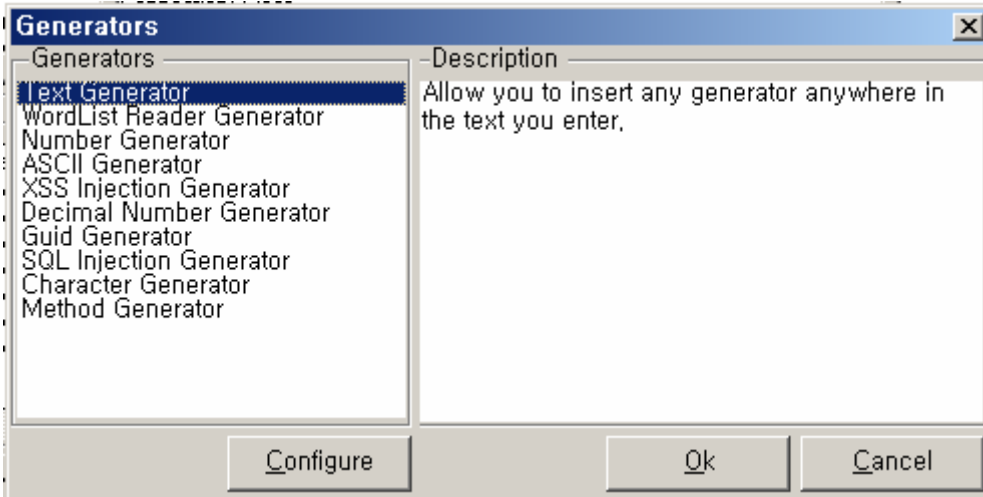 Generators
Generators
Text Generator
WordList Reader Generator
Number Generator
ASCII Generator
XSS Injection Generator
Decimal Number Generator
Guid Generator
SQL Injection Generator
Character Generator
Method Generator
Description
Allow you to insert any generator anywhere in
the text you enter,
Configure
Ok
Cancel